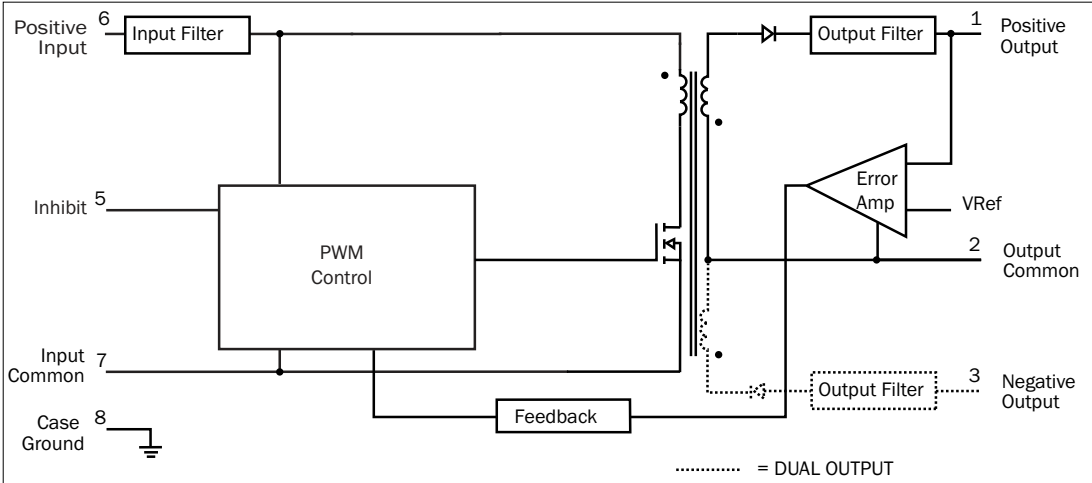 Positive
Input
6
Input Filter
Output Filter
1
Positive
Output
Inhibit
5
PWM
Control
Error
Amp
VRef
2
Output
Common
Input
Common
7
Output Filter
3
Negative
Output
Case
Ground
8
Feedback
= DUAL OUTPUT